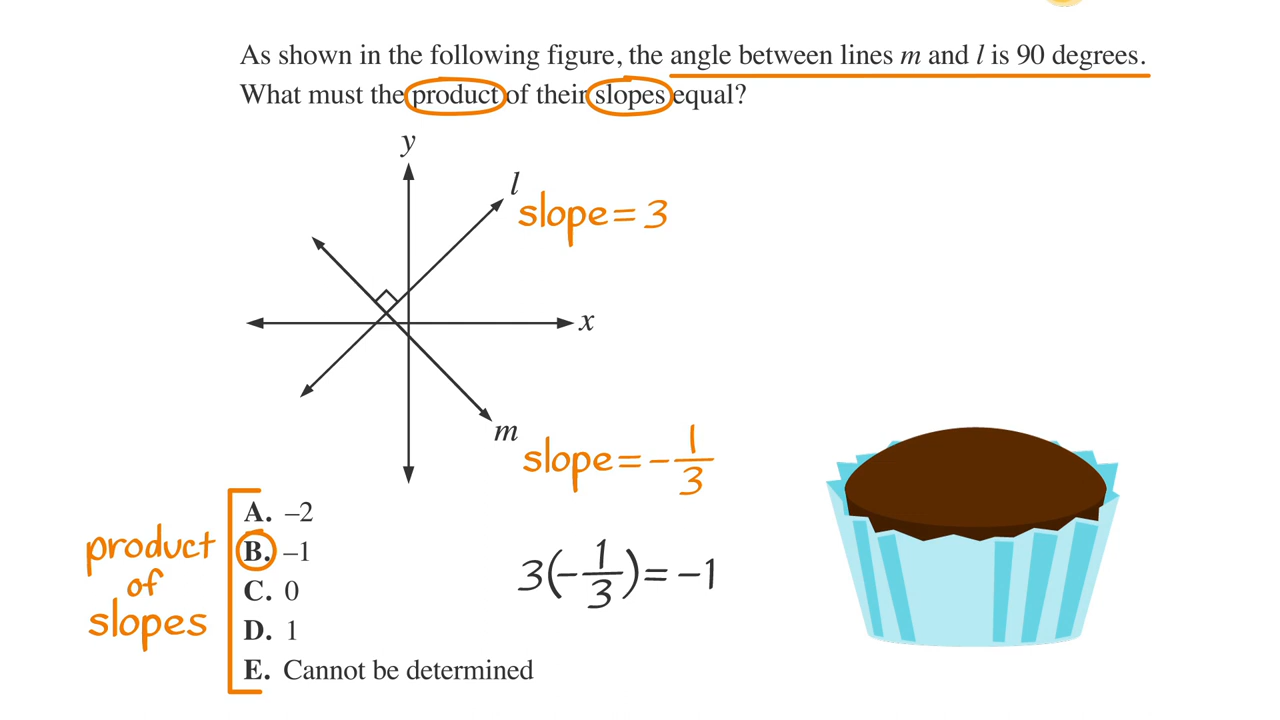 As shown in the following figure, the angle between lines m and l is 90 degrees.
What must the product of their slopes equal?
y
l
slope = 3
x
m
slope = -1/3
A. –2
B. –1
C. 0
D. 1
E. Cannot be determined
product
of
slopes
3(-1/3) = -1